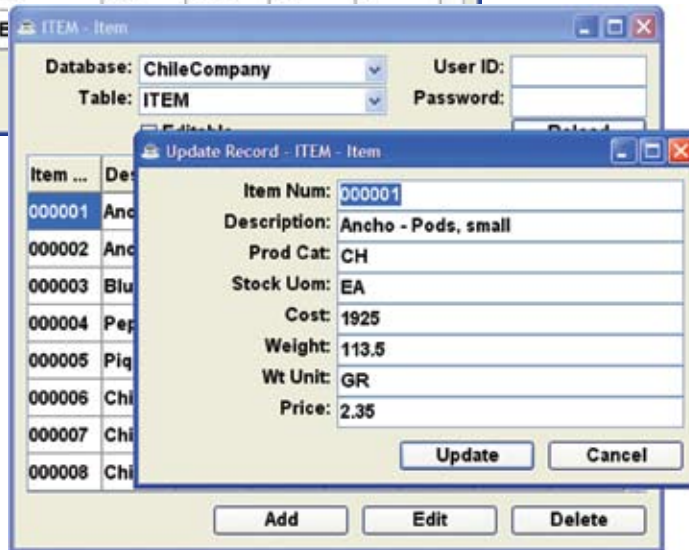 ITEM - Item
Database: ChileCompany User ID:
Table: ITEM Password:
Editable Reload
Update Record - ITEM - Item
Item ... Des
000001 Anc
000002 Anc
000003 Blu
000004 Pep
000005 Piq
000006 Chi
000007 Chi
000008 Chi
Item Num: 000001
Description: Ancho - Pods, small
Prod Cat: CH
Stock Uom: EA
Cost: 1925
Weight: 113.5
Wt Unit: GR
Price: 2.35
Update Cancel
Add Edit Delete